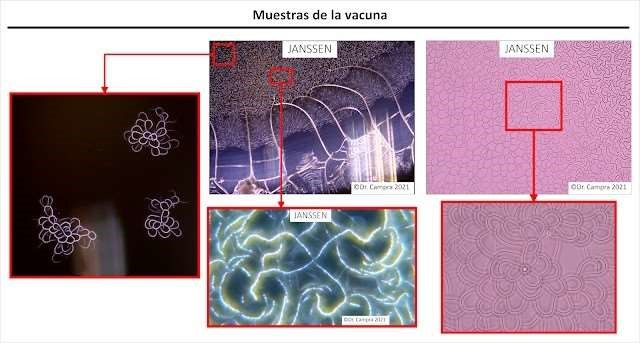 Muestras de la vacuna
JANSSEN
JANSSEN
©Dr. Campra 2021
©Dr. Campra 2021
JANSSEN
©Dr. Campra 2021